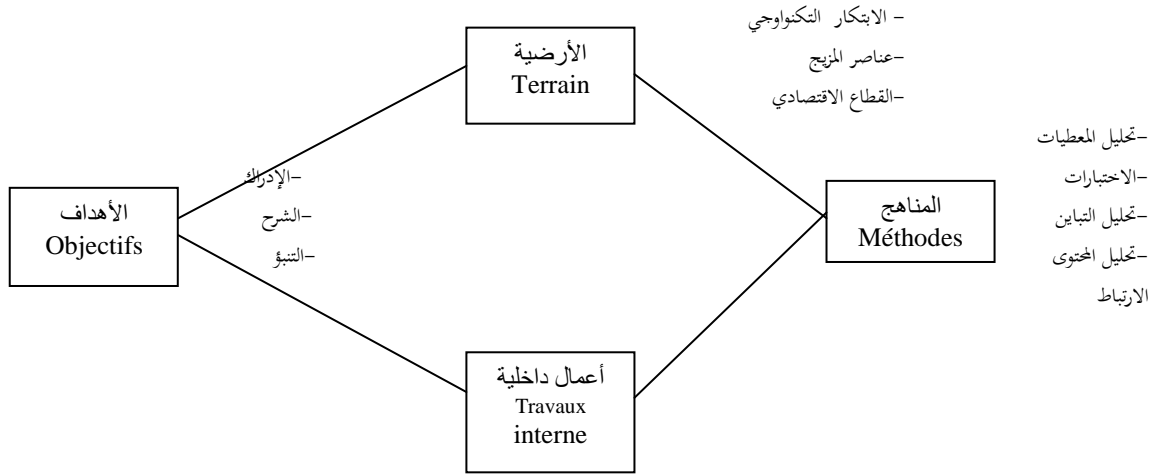 – الابتكار التكنواوجي
–عناصر المزيج
–القطاع الاقتصادي
الأرضية
Terrain
–تحليل المعطيات
–الاختبارات
–تحليل التباين
–تحليل المحتوى
الارتباط
المناهج
Méthodes
–الإدراك
–الشرح
–التنبؤ
الأهداف
Objectifs
أعمال داخلية
Travaux
interne